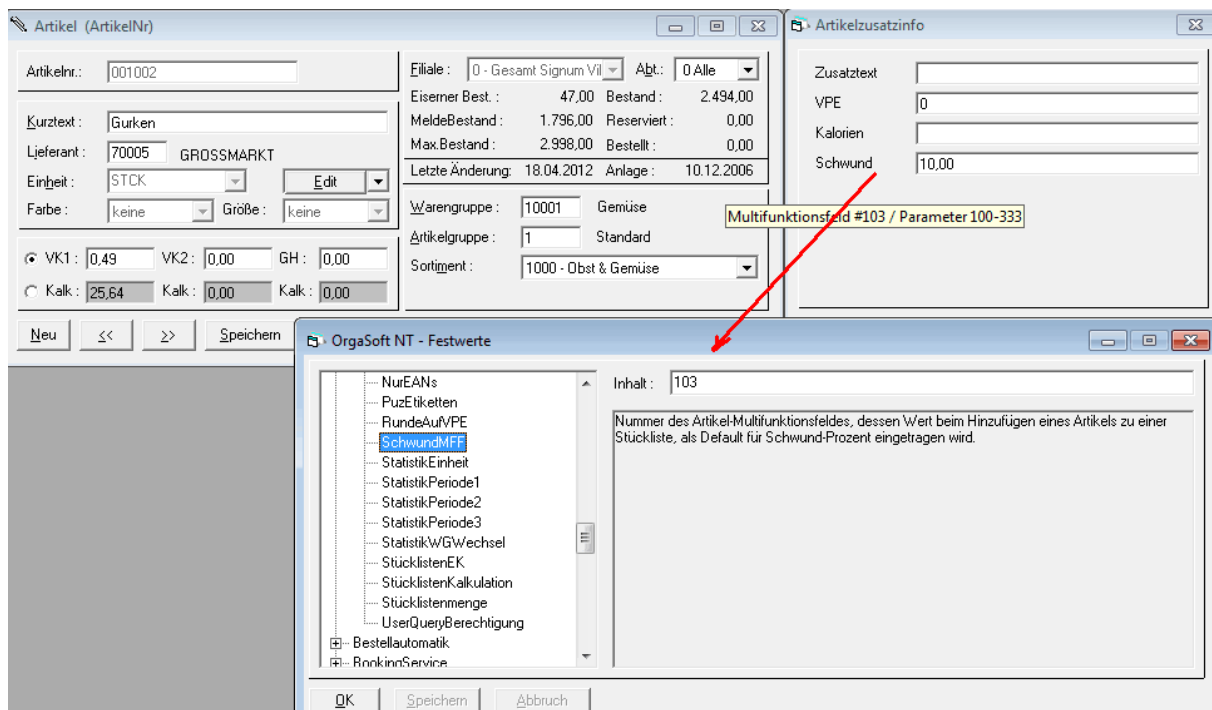 Artikel (ArtikelNr)
Artikelnr.: 001002
Kurztext : Gurken
Lieferant : 70005 GROSSMARKT
Einheit : STCK Edit
Farbe : keine Größe : keine
VK1 : 0,49 VK2 : 0,00 GH : 0,00
Kalk : 25,64 Kalk : 0,00 Kalk : 0,00
Neu << >> Speichern
Filiale : 0 - Gesamt Signum Vil Abt.: 0 Alle
Eiserner Best. : 47,00 Bestand : 2.494,00
MeldeBestand : 1.796,00 Reserviert : 0,00
Max.Bestand : 2.998,00 Bestellt : 0,00
Letzte Änderung: 18.04.2012 Anlage : 10.12.2006
Warengruppe : 10001 Gemüse
Artikelgruppe : 1 Standard
Sortiment : 1000 - Obst & Gemüse
Artikelzusatzinfo
Zusatztext
VPE 0
Kalorien
Schwund 10,00
Multifunktionsfeld #103 / Parameter 100-333
OrgaSoft NT - Festwerte
NurEANs
PuzEtiketten
RundeAufVPE
SchwundMFF
StatistikEinheit
StatistikPeriode1
StatistikPeriode2
StatistikPeriode3
StatistikWGWechsel
StücklistenEK
StücklistenKalkulation
Stücklistenmenge
UserQueryBerechtigung
Bestellautomatik
BookingService
Inhalt : 103
Nummer des Artikel-Multifunktionsfeldes, dessen Wert beim Hinzufügen eines Artikels zu einer
Stückliste, als Default für Schwund-Prozent eingetragen wird.
OK Speichern Abbruch